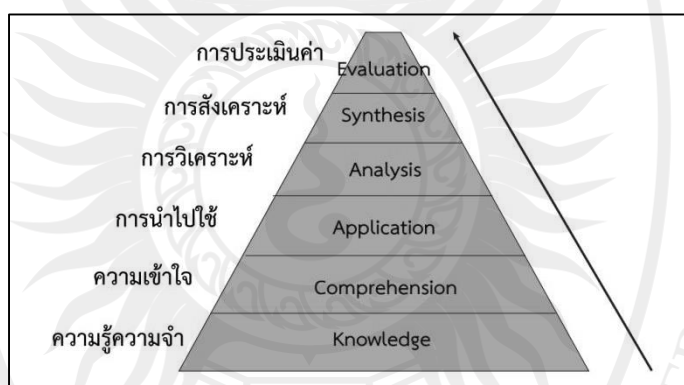 การประเมินค่า Evaluation
การสังเคราะห์ Synthesis
การวิเคราะห์ Analysis
การนำไปใช้ Application
ความเข้าใจ Comprehension
ความรู้ความจำ Knowledge